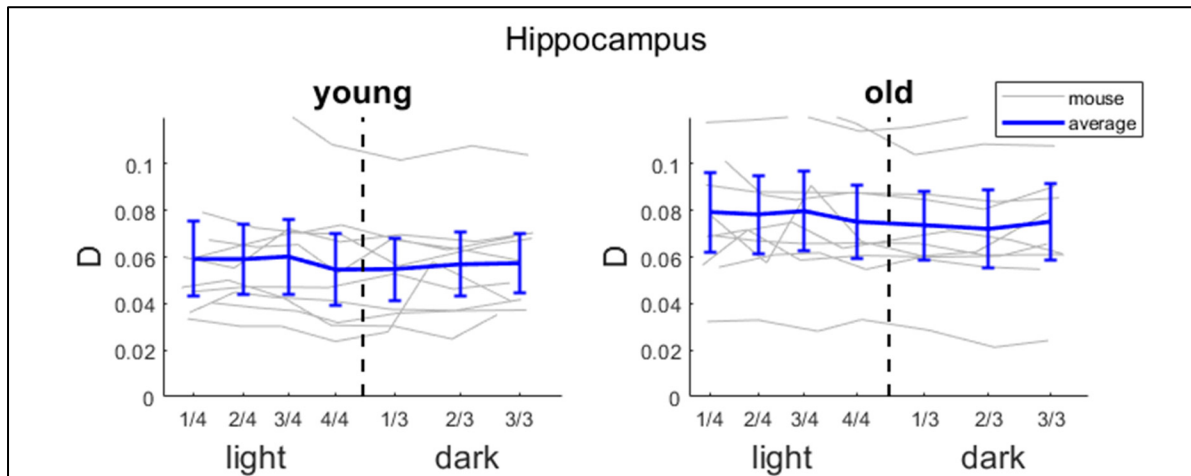 Hippocampus
young
D
0.1
0.08
0.06
0.04
0.02
0
1/4 2/4 3/4 4/4 1/3 2/3 3/3
light dark
old
mouse
average
D
0.1
0.08
0.06
0.04
0.02
0
1/4 2/4 3/4 4/4 1/3 2/3 3/3
light dark